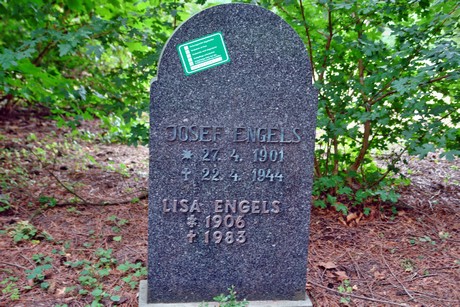 JOSEF ENGELS
* 27. 4. 1901
† 22. 4. 1944
LISA ENGELS
* 1906
† 1983